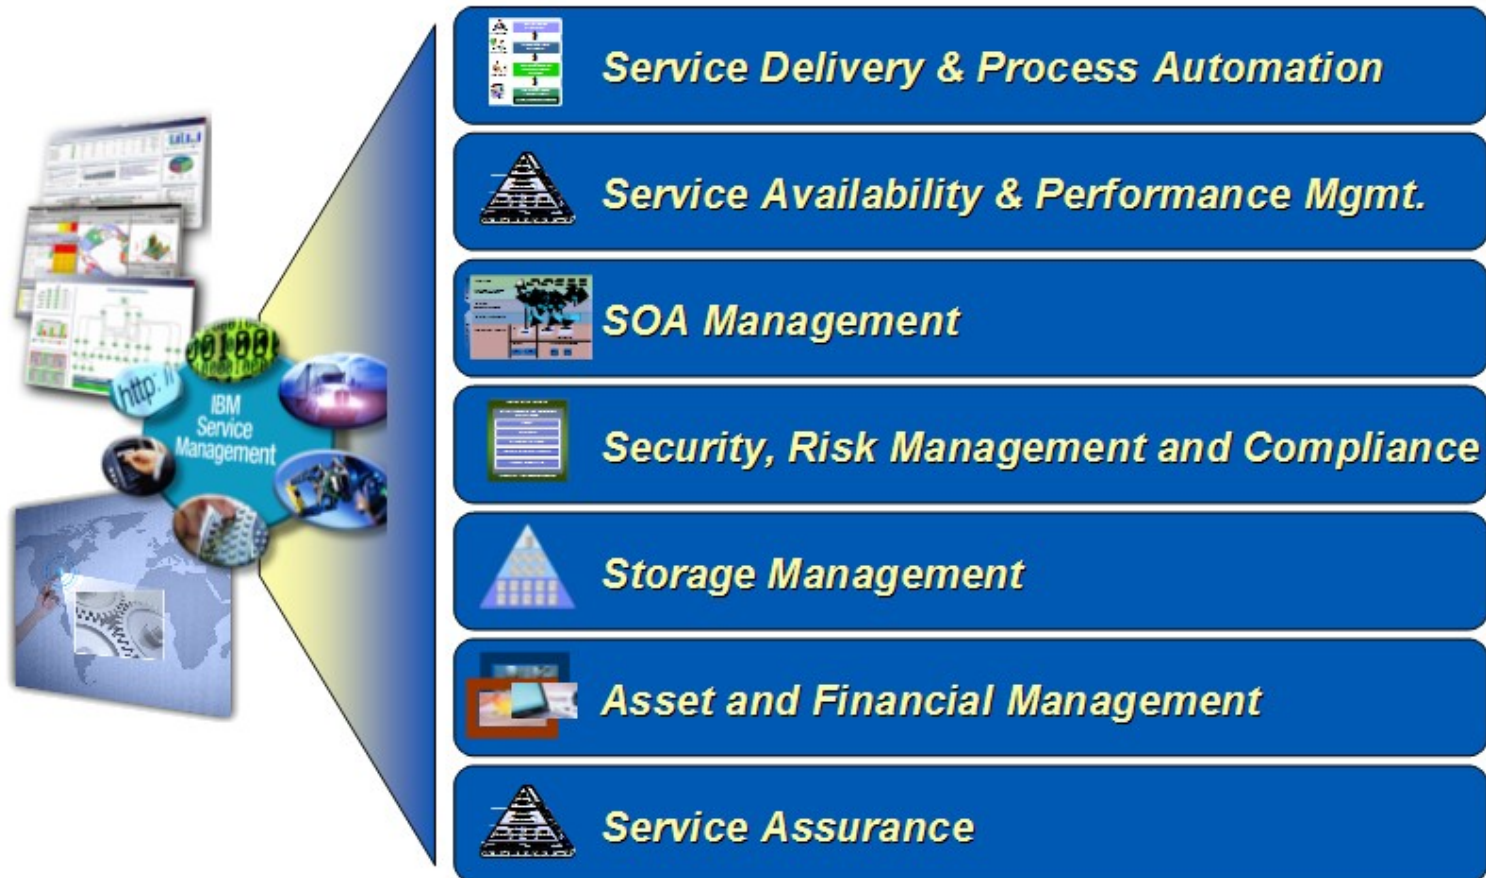 Service Delivery & Process Automation
Service Availability & Performance Mgmt.
SOA Management
Security, Risk Management and Compliance
Storage Management
Asset and Financial Management
Service Assurance
00100
http: //
IBM
Service
Management